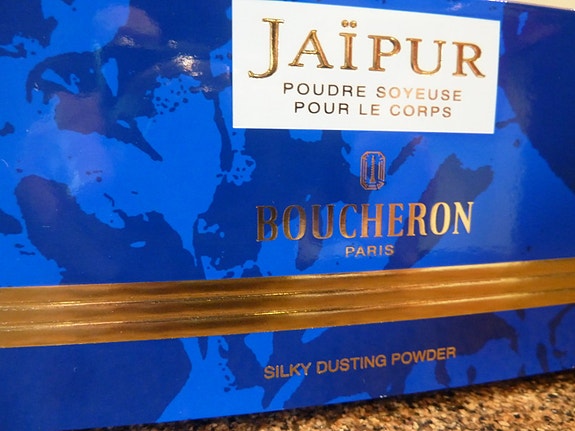 JAÏPUR
POUDRE SOYEUSE
POUR LE CORPS
BOUCHERON
PARIS
SILKY DUSTING POWDER